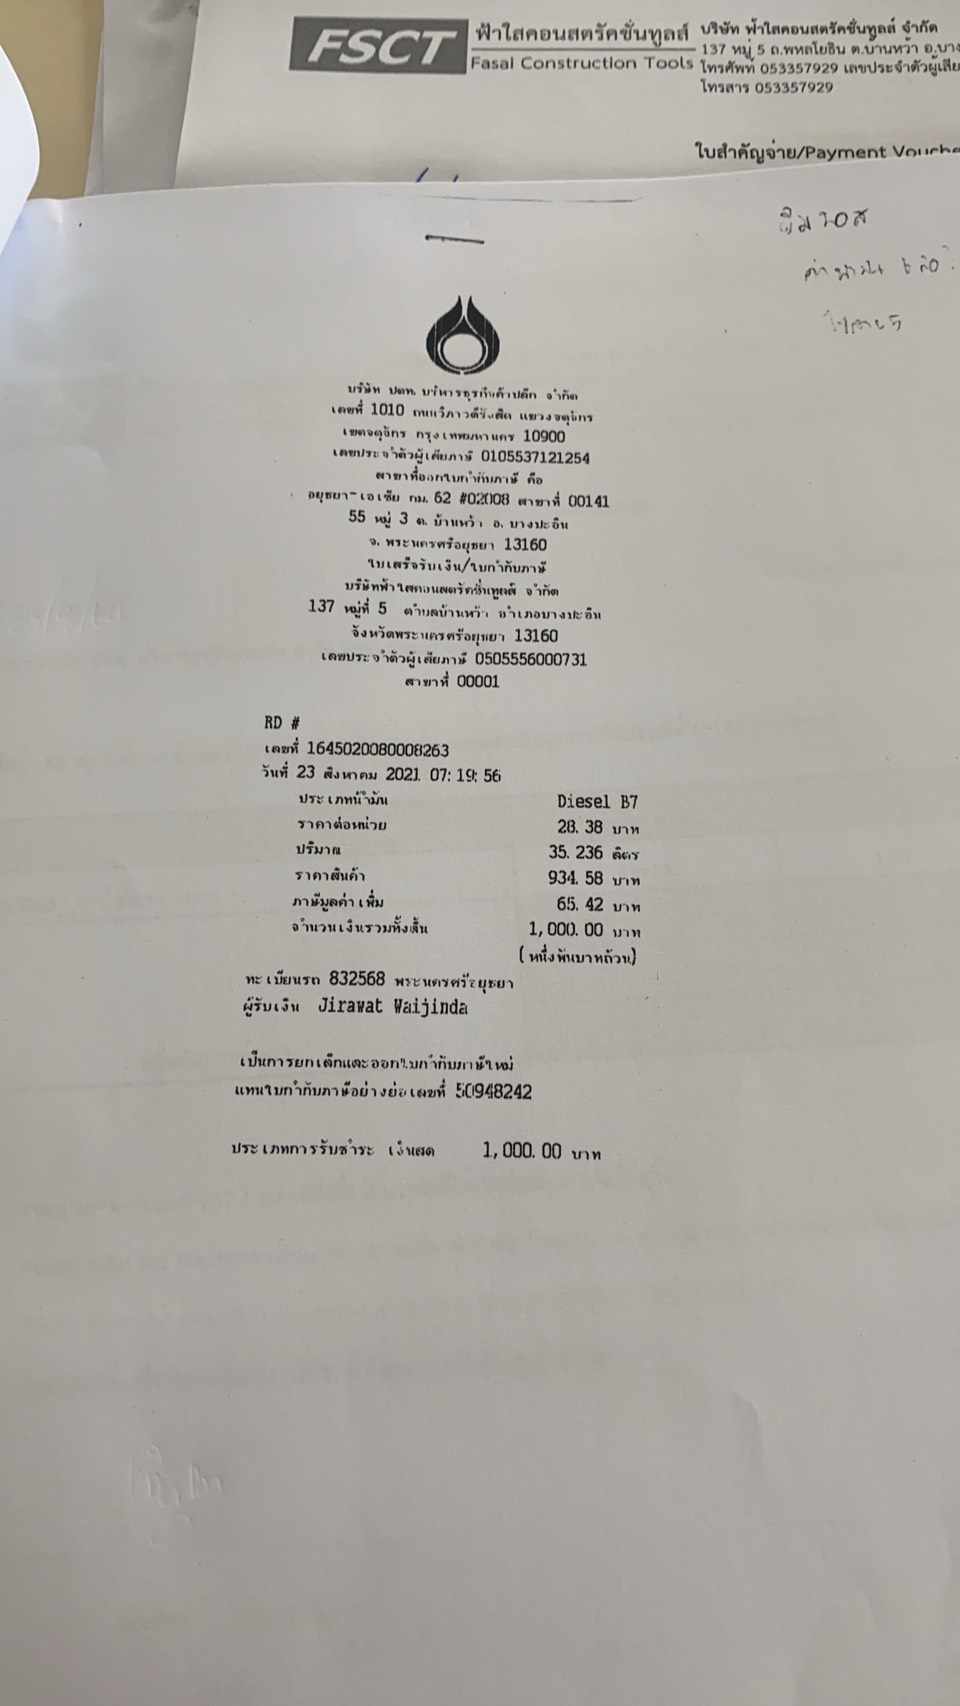 FSCT
ฟ้าใสคอนสตรัคชั่นทูลส์
Fasai Construction Tools
บริษัท ฟ้าใสคอนสตรัคชั่นทูลส์ จำกัด
137 หมู่ 5 ถ.พหลโยธิน ต.บ้านหว้า อ.บาง
โทรศัพท์ 053357929 เลขประจำตัวผู้เสีย
โทรสาร 053357929
ใบสำคัญจ่าย/Payment Vouche
บริษัท ปตท. บริหารธุรกิจค้าปลีก จำกัด
เลขที่ 1010 ถนนวิภาวดีรังสิต แขวงจตุจักร
เขตจตุจักร กรุงเทพมหานคร 10900
เลขประจำตัวผู้เสียภาษี 0105537121254
สาขาที่ออกใบกำกับภาษี คือ
อยุธยา-เอเซีย กม. 62 #02008 สาขาที่ 00141
55 หมู่ 3 ต. บ้านหว้า อ. บางปะอิน
จ. พระนครศรีอยุธยา 13160
ใบเสร็จรับเงิน/ใบกำกับภาษี
บริษัทฟ้าใสคอนสตรัคชั่นทูลส์ จำกัด
137 หมู่ที่ 5 ตำบลบ้านหว้า อำเภอบางปะอิน
จังหวัดพระนครศรีอยุธยา 13160
เลขประจำตัวผู้เสียภาษี 0505556000731
สาขาที่ 00001
RD #
เลขที่ 1645020080008263
วันที่ 23 สิงหาคม 2021 07:19:56
ประเภทน้ำมัน Diesel B7
ราคาต่อหน่วย 28.38 บาท
ปริมาณ 35.236 ลิตร
ราคาสินค้า 934.58 บาท
ภาษีมูลค่าเพิ่ม 65.42 บาท
จำนวนเงินรวมทั้งสิ้น 1,000.00 บาท
(หนึ่งพันบาทถ้วน)
ทะเบียนรถ 832568 พระนครศรีอยุธยา
ผู้รับเงิน Jirawat Waijinda
เป็นการยกเลิกและออกใบกำกับภาษีใหม่
แทนใบกำกับภาษีอย่างย่อเลขที่ 50948242
ประเภทการรับชำระ เงินสด 1,000.00 บาท